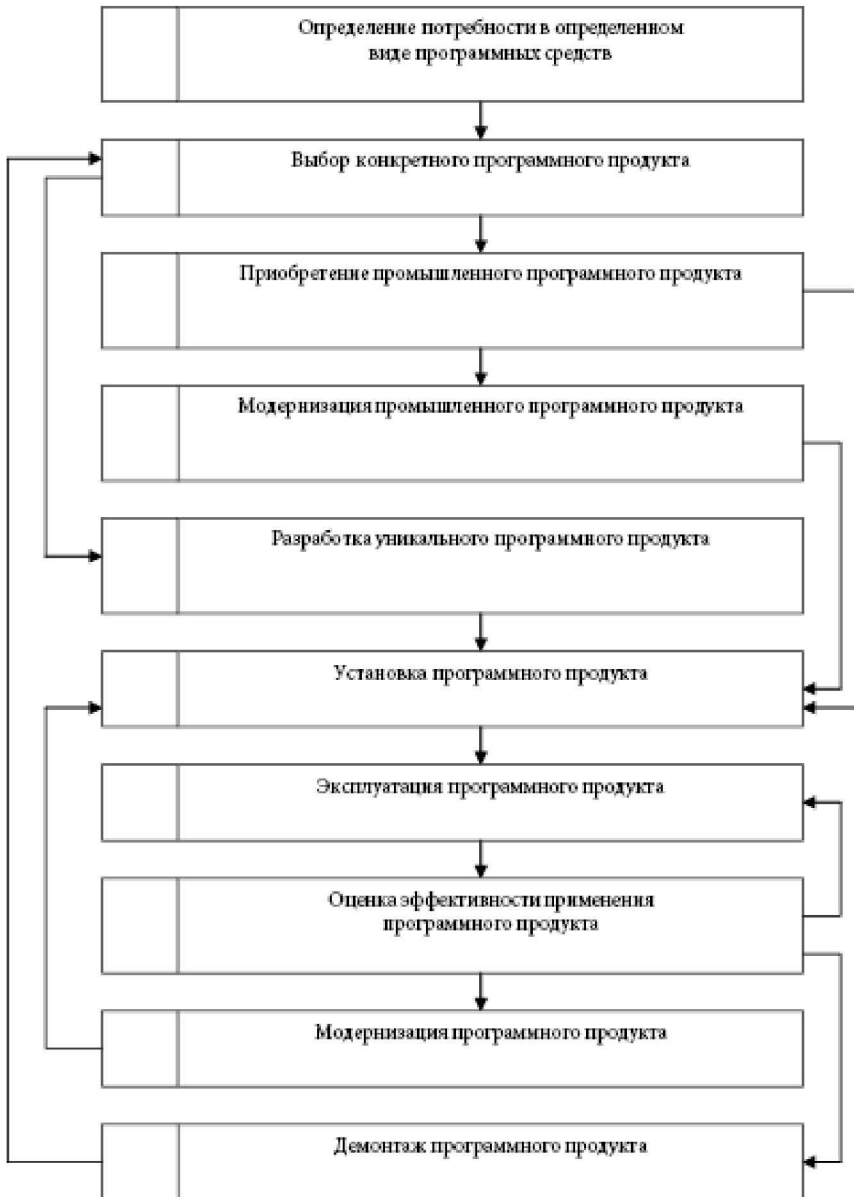 Определение потребности в определенном
виде программных средств
Выбор конкретного программного продукта
Приобретение промышленного программного продукта
Модернизация промышленного программного продукта
Разработка уникального программного продукта
Установка программного продукта
Эксплуатация программного продукта
Оценка эффективности применения
программного продукта
Модернизация программного продукта
Демонтаж программного продукта